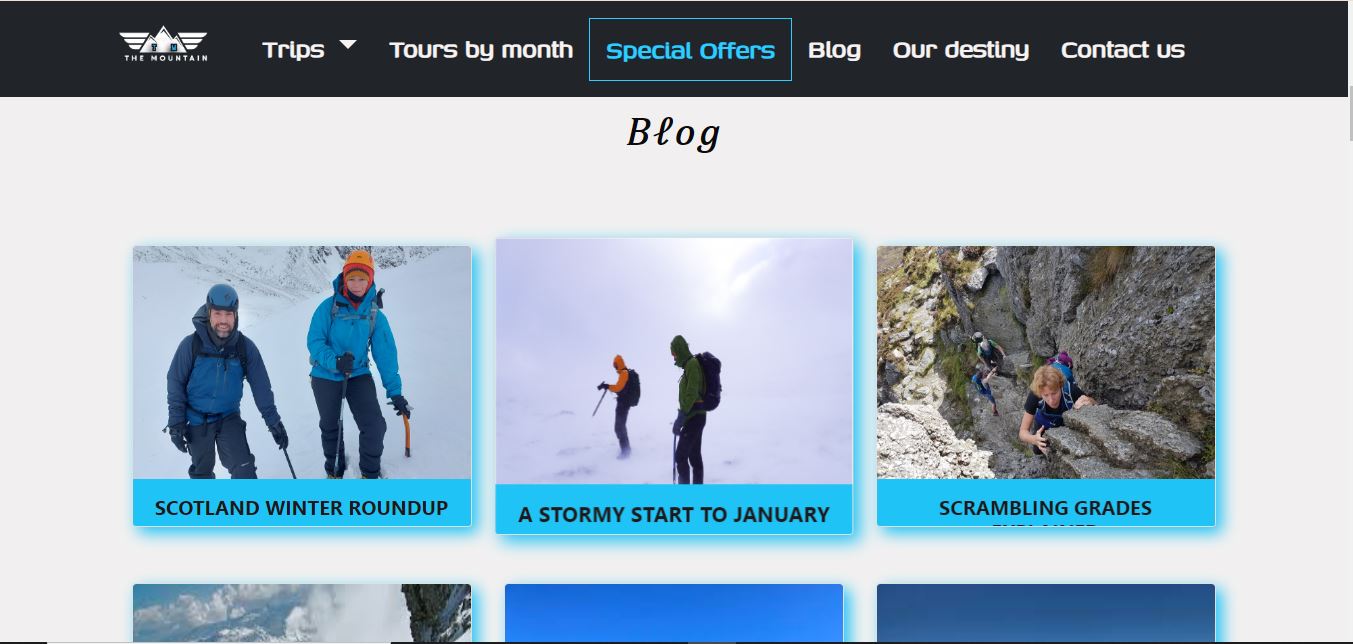 T M
THE MOUNTAIN
Trips
Tours by month
Special Offers
Blog
Our destiny
Contact us
Blog
SCOTLAND WINTER ROUNDUP
A STORMY START TO JANUARY
SCRAMBLING GRADES